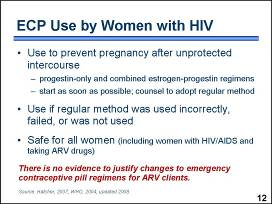 ECP Use by Women with HIV
• Use to prevent pregnancy after unprotected
intercourse
– progestin-only and combined estrogen-progestin regimens
– start as soon as possible; counsel to adopt regular method
• Use if regular method was used incorrectly,
failed, or was not used
• Safe for all women (including women with HIV/AIDS and
taking ARV drugs)
There is no evidence to justify changes to emergency
contraceptive pill regimens for ARV clients.
Source: Hatcher, 2007; WHO, 2004, updated 2008.
12